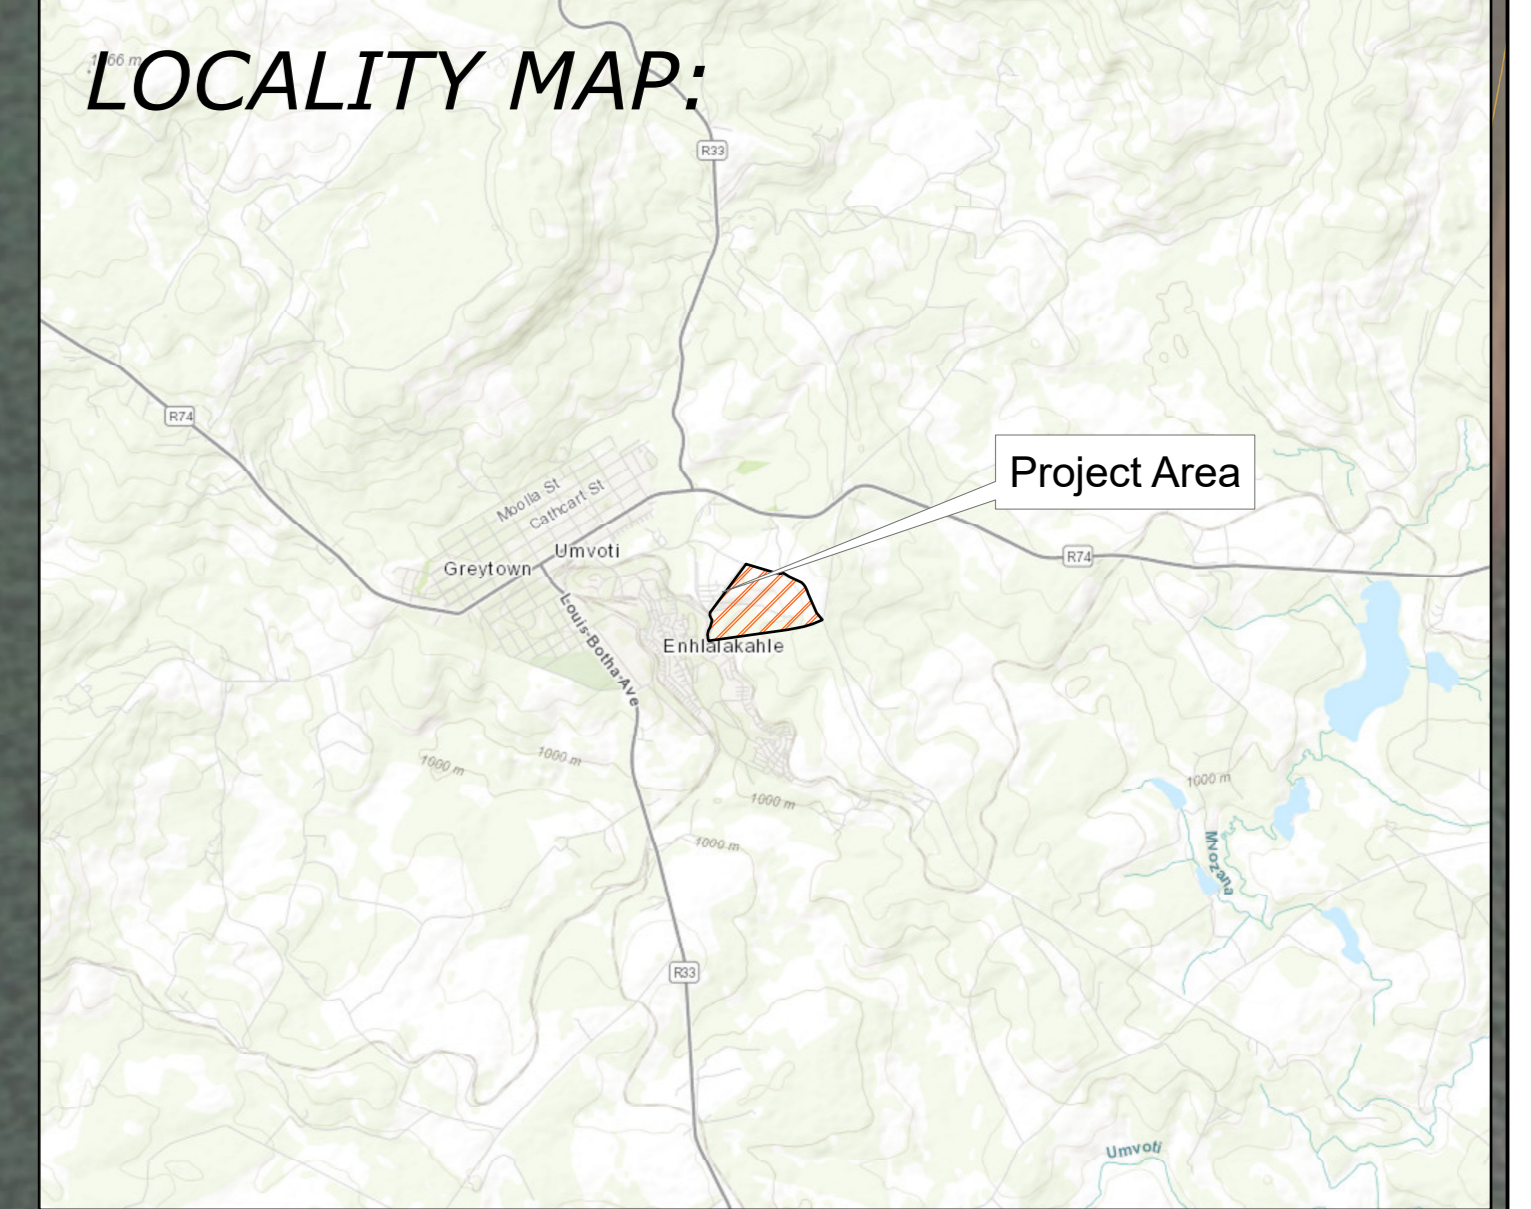 LOCALITY MAP:
R33
R74
Project Area
Moolla St
Cathcart St
Umvoti
Greytown
R74
Louis-Botha-Ave
Enhlalakahle
1000 m
1000 m
1000 m
1000 m
1000 m
Mvozana
R33
Umvoti